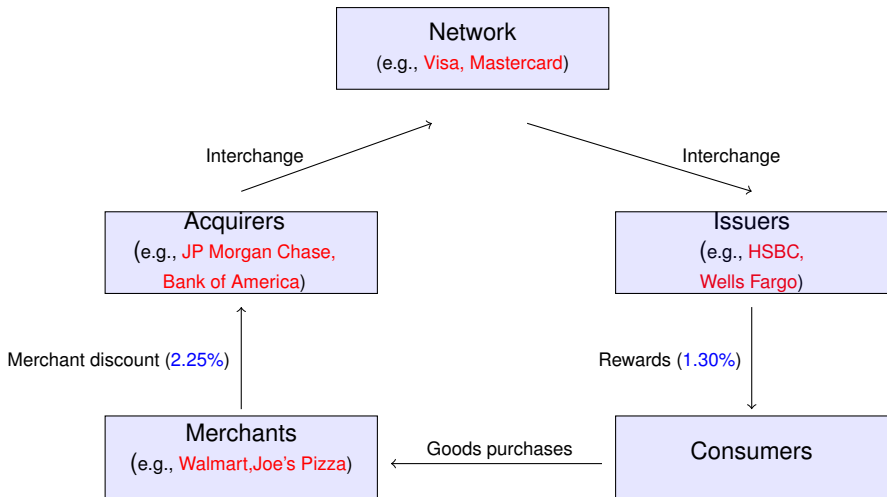 Network
(e.g., Visa, Mastercard)
Interchange
Interchange
Acquirers
(e.g., JP Morgan Chase,
Bank of America)
Issuers
(e.g., HSBC,
Wells Fargo)
Merchant discount (2.25%)
Rewards (1.30%)
Merchants
(e.g., Walmart,Joe's Pizza)
Goods purchases
Consumers